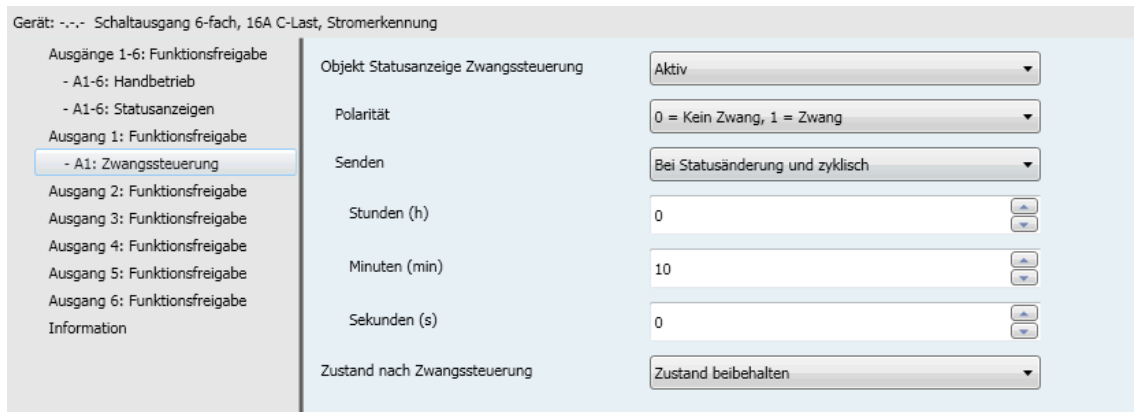 Gerät: -.-.- Schaltausgang 6-fach, 16A C-Last, Stromerkennung
Ausgänge 1-6: Funktionsfreigabe
- A1-6: Handbetrieb
- A1-6: Statusanzeigen
Ausgang 1: Funktionsfreigabe
- A1: Zwangssteuerung
Ausgang 2: Funktionsfreigabe
Ausgang 3: Funktionsfreigabe
Ausgang 4: Funktionsfreigabe
Ausgang 5: Funktionsfreigabe
Ausgang 6: Funktionsfreigabe
Information
Objekt Statusanzeige Zwangssteuerung Aktiv
Polarität 0 = Kein Zwang, 1 = Zwang
Senden Bei Statusänderung und zyklisch
Stunden (h) 0
Minuten (min) 10
Sekunden (s) 0
Zustand nach Zwangssteuerung Zustand beibehalten